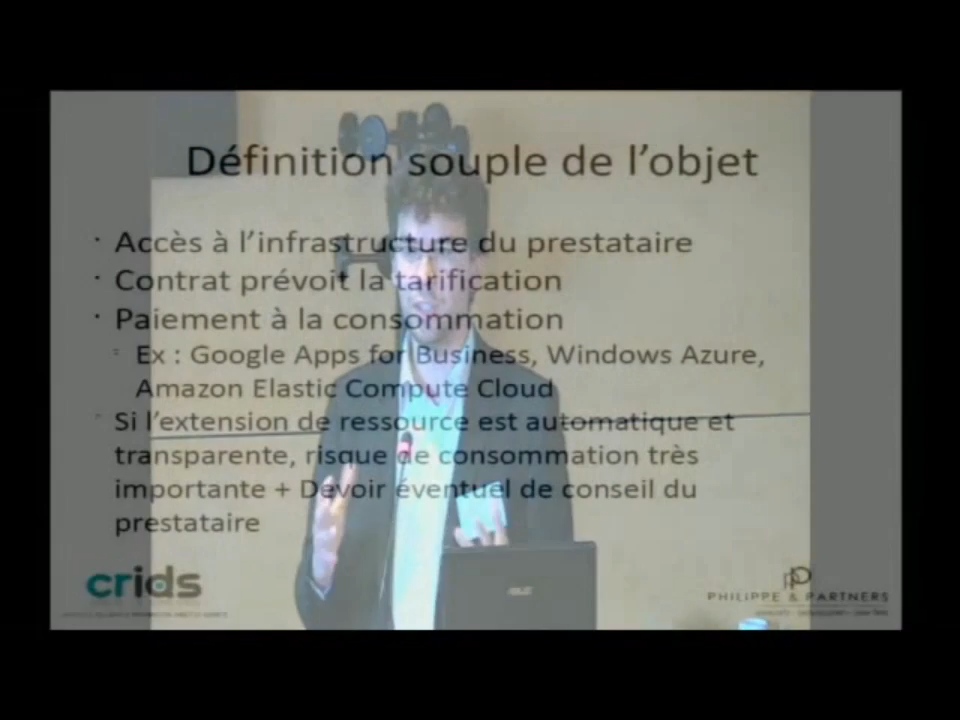 Définition souple de l'objet
· Accès à l'infrastructure du prestataire
· Contrat prévoit la tarification
· Paiement à la consommation
Ex : Google Apps for Business, Windows Azure,
Amazon Elastic Compute Cloud
Si l'extension de ressource est automatique et
transparente, risque de consommation très
importante + Devoir éventuel de conseil du
prestataire
crids
PHILIPPE & PARTNERS
ASUS